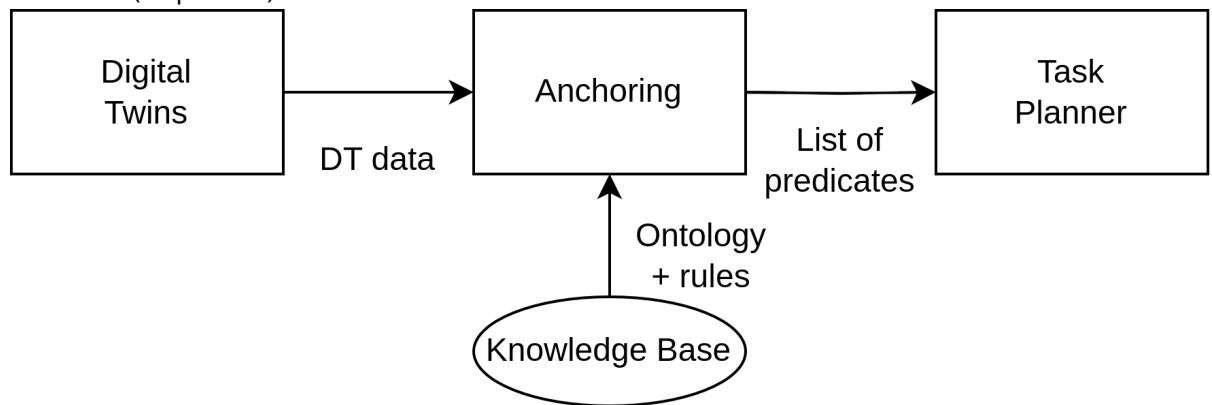 Digital
Twins
Anchoring
Task
Planner
DT data
List of
predicates
Ontology
+ rules
Knowledge Base